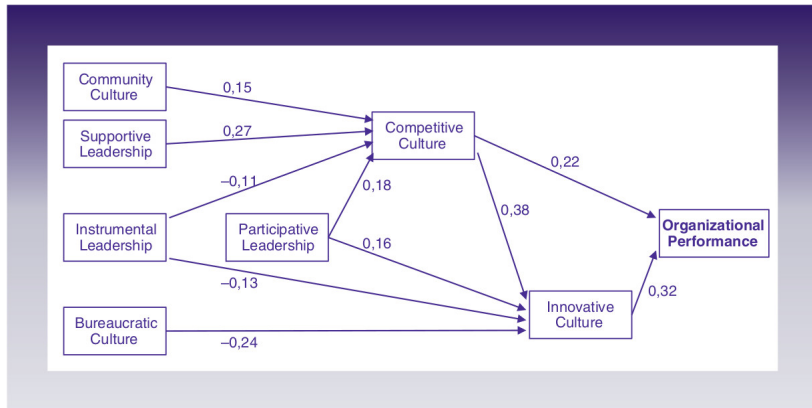 Community
Culture
0,15
Supportive
Leadership
0,27
Competitive
Culture
–0,11
0,18
0,22
Instrumental
Leadership
Participative
Leadership
0,38
Organizational
Performance
0,16
–0,13
0,32
Bureaucratic
Culture
–0,24
Innovative
Culture